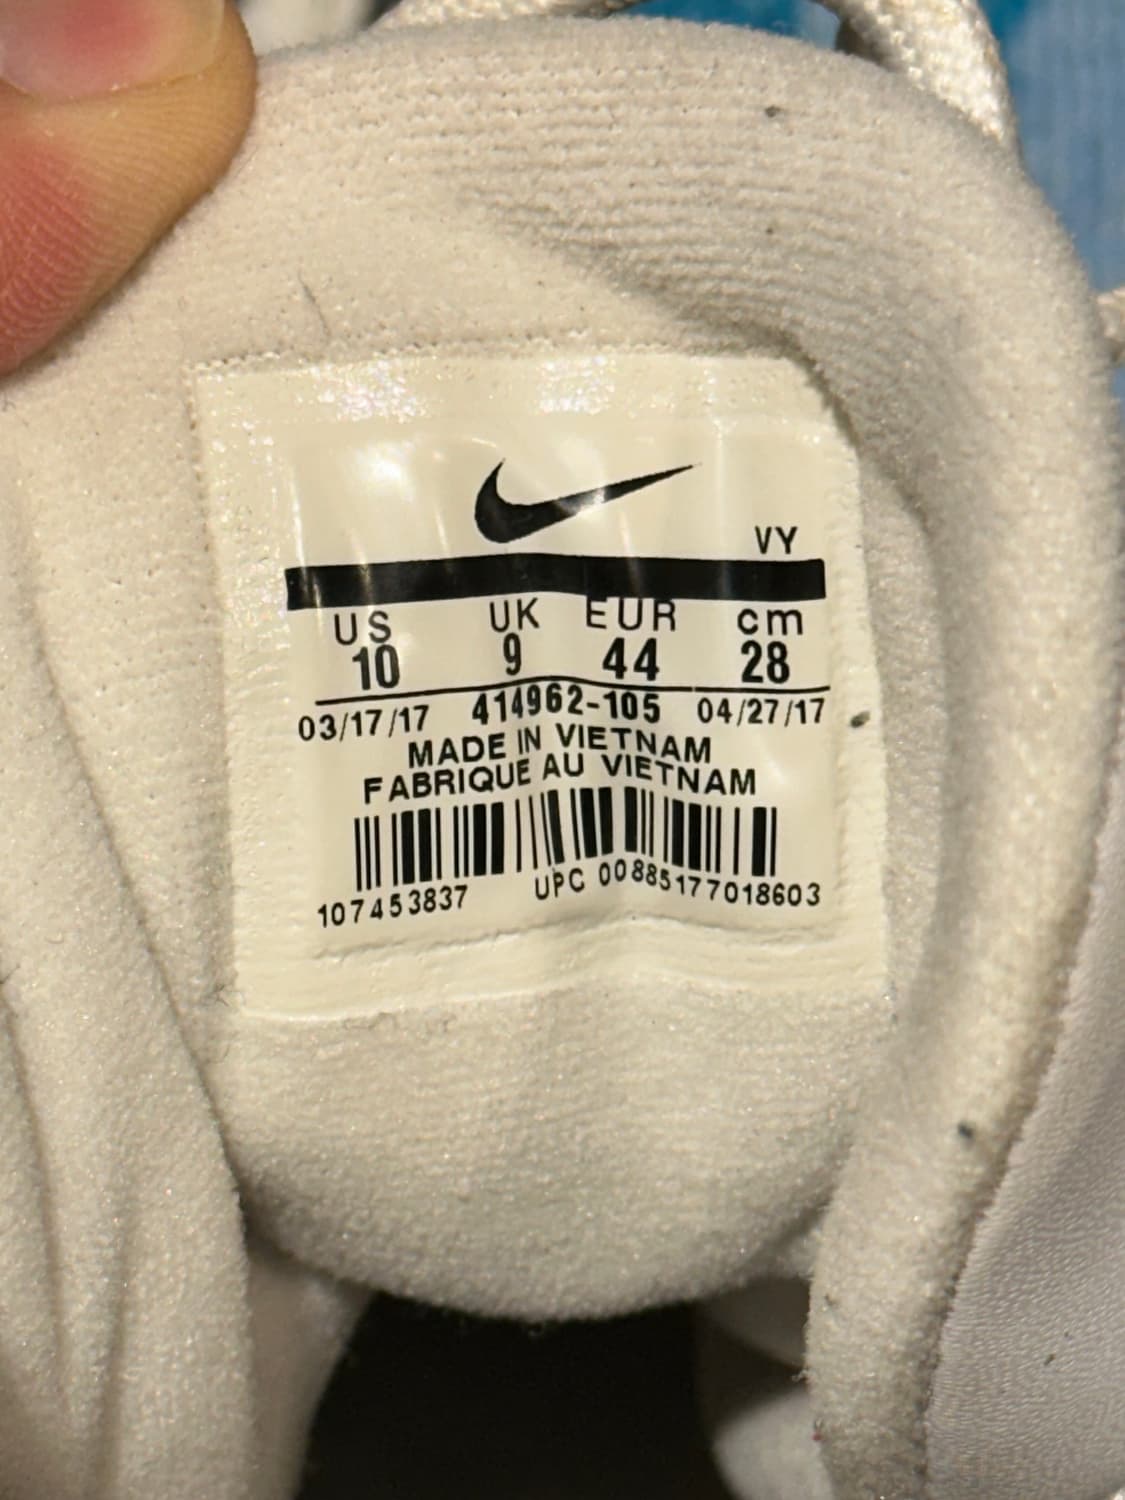 VY
US UK EUR cm
10 9 44 28
03/17/17 414962-105 04/27/17
MADE IN VIETNAM
FABRIQUE AU VIETNAM
107453837 UPC 00885177018603